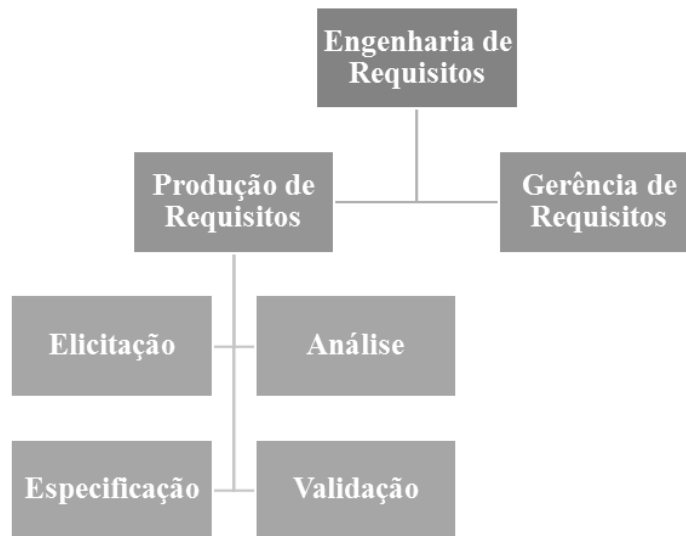 Engenharia de
Requisitos
Produção de
Requisitos
Gerência de
Requisitos
Elicitação
Análise
Especificação
Validação